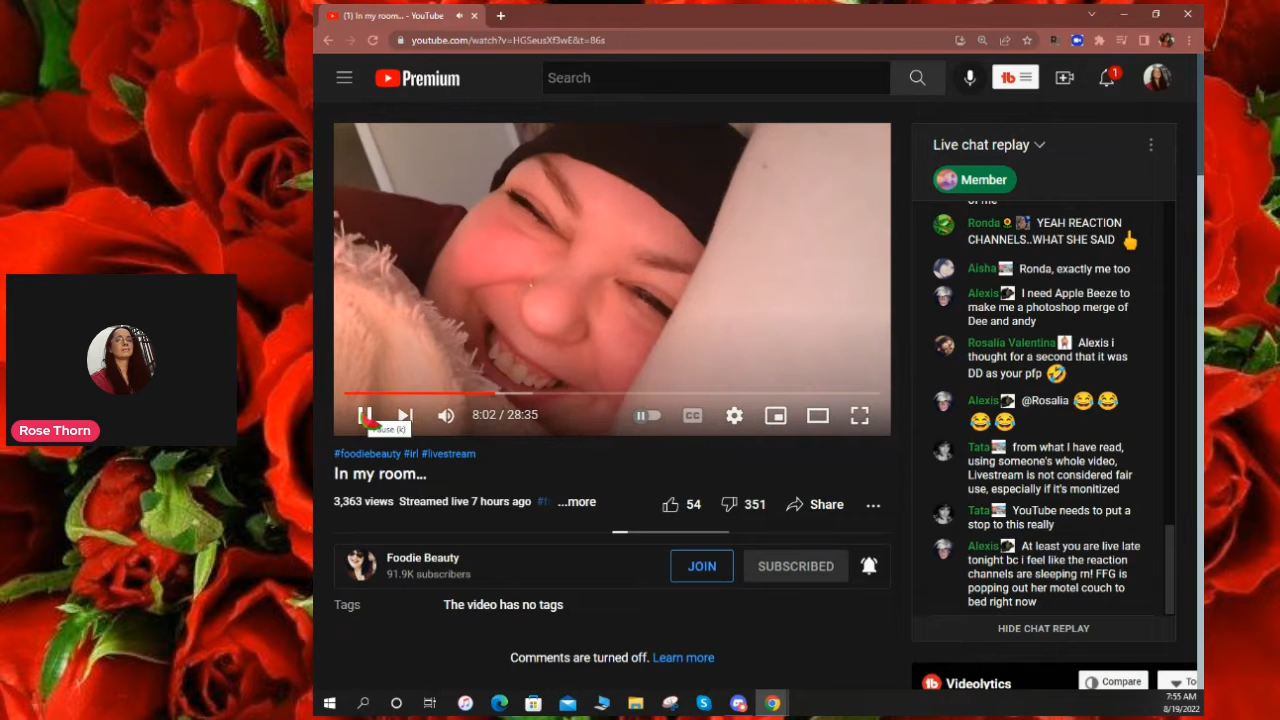 (1) In my room... - YouTube
youtube.com/watch?v=HGSeusXf3wE&t=86s
Premium
Search
1
Live chat replay
Member
of me
Ronda YEAH REACTION
CHANNELS..WHAT SHE SAID
Aisha Ronda, exactly me too
Alexis I need Apple Beeze to
make me a photoshop merge of
Dee and andy
Rosalia Valentina Alexis i
thought for a second that it was
DD as your pfp
Alexis @Rosalia
Tata from what I have read,
using someone's whole video,
Livestream is not considered fair
use, especially if it's monitized
Tata YouTube needs to put a
stop to this really
Alexis At least you are live late
tonight bc i feel like the reaction
channels are sleeping rn! FFG is
popping out her motel couch to
bed right now
HIDE CHAT REPLAY
Rose Thorn
8:02 / 28:35
CC
Pause (k)
#foodiebeauty #irl #livestream
In my room...
3,363 views Streamed live 7 hours ago ...more
54
351
Share
Foodie Beauty
91.9K subscribers
JOIN
SUBSCRIBED
Tags
The video has no tags
Comments are turned off. Learn more
tb Videolytics
Compare
To
7:55 AM
8/19/2022